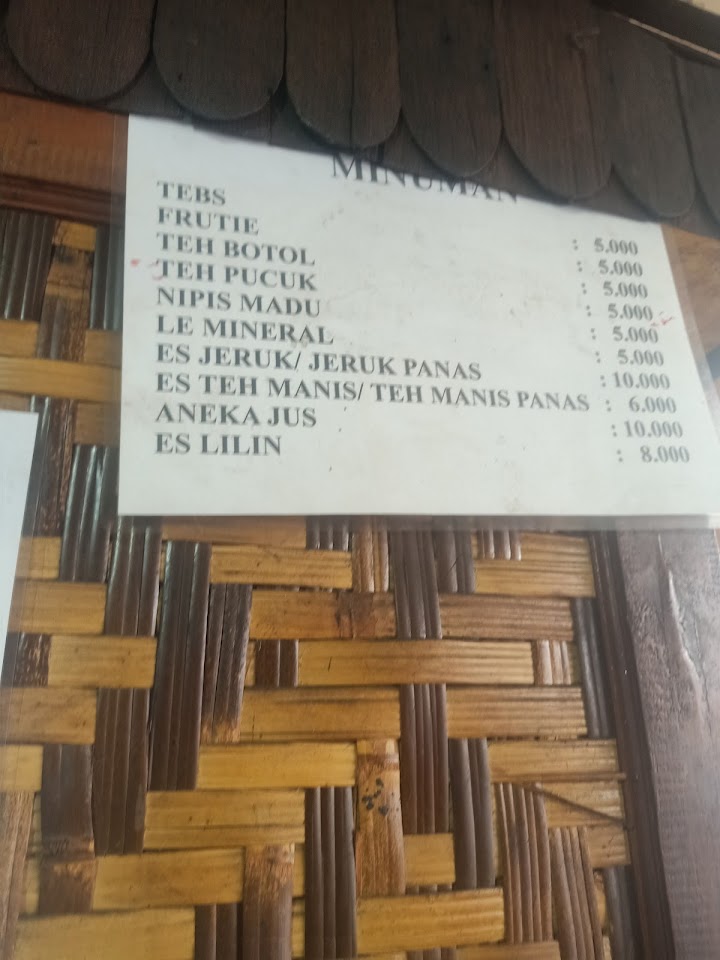 MINUMAN
TEBS : 5.000
FRUTIE : 5.000
TEH BOTOL : 5.000
TEH PUCUK : 5.000
NIPIS MADU : 5.000
LE MINERAL : 5.000
ES JERUK/ JERUK PANAS : 10.000
ES TEH MANIS/ TEH MANIS PANAS : 6.000
ANEKA JUS : 10.000
ES LILIN : 8.000